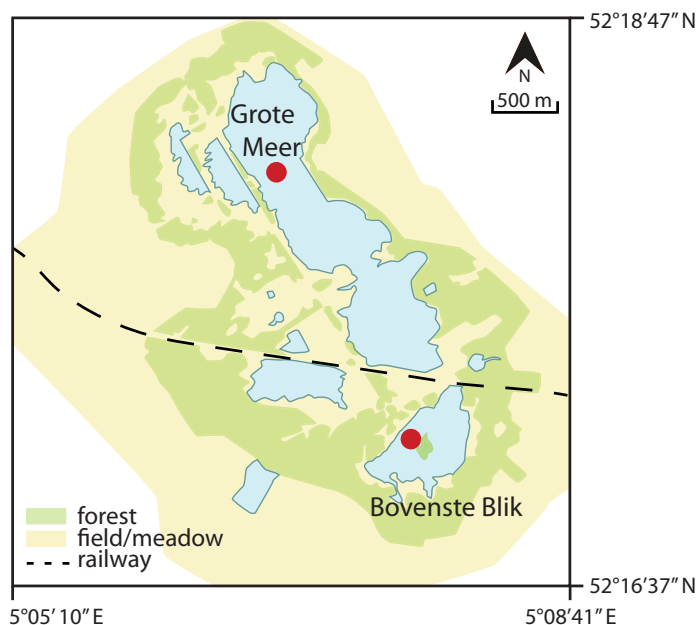 52°18′47″N
N
500 m
Grote
Meer
Bovenste Blik
forest
field/meadow
railway
52°16′37″N
5°05′10″E
5°08′41″E